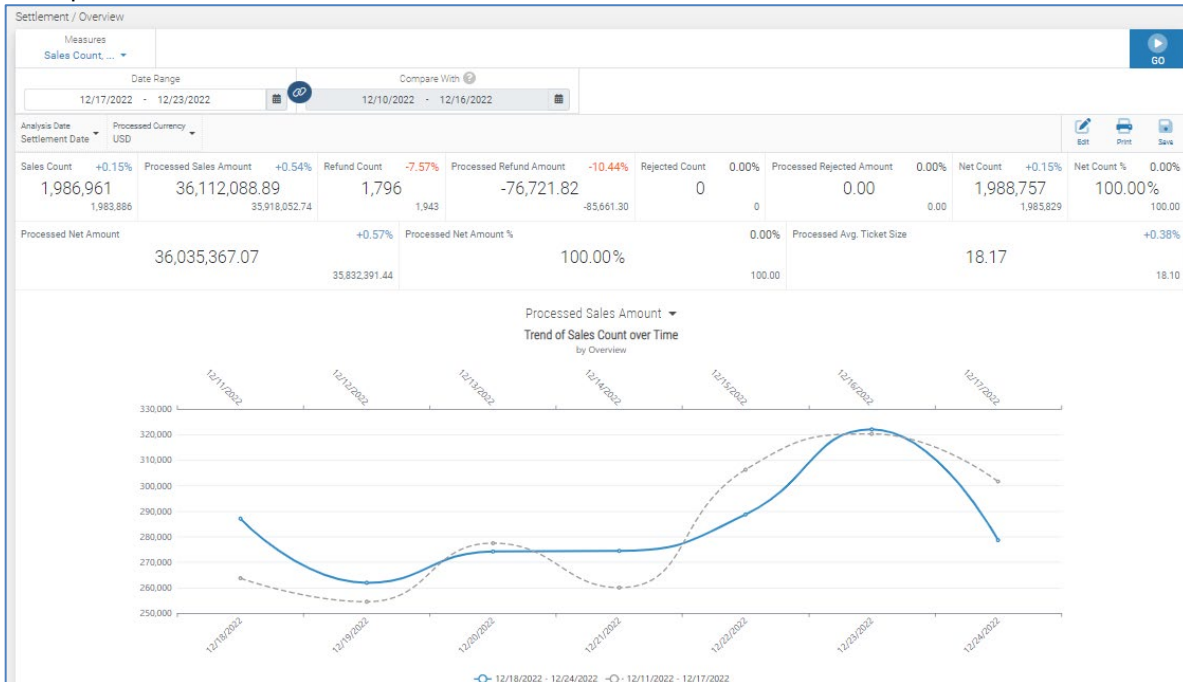 Settlement / Overview
Measures
Sales Count, ...
GO
Date Range
Compare With ?
12/17/2022 - 12/23/2022
12/10/2022 - 12/16/2022
Analysis Date
Settlement Date
Processed Currency
USD
Edit Print Save
Sales Count +0.15% Processed Sales Amount +0.54% Refund Count -7.57% Processed Refund Amount -10.44% Rejected Count 0.00% Processed Rejected Amount 0.00% Net Count +0.15% Net Count % 0.00%
1,986,961 36,112,088.89 1,796 -76,721.82 0 0.00 1,988,757 100.00%
1,983,886 35,918,052.74 1,943 -85,661.30 0 0.00 1,985,829 100.00
Processed Net Amount +0.57% Processed Net Amount % 0.00% Processed Avg. Ticket Size +0.38%
36,035,367.07 100.00% 18.17
35,832,391.44 100.00 18.10
Processed Sales Amount
Trend of Sales Count over Time
by Overview
12/11/2022 12/12/2022 12/13/2022 12/14/2022 12/15/2022 12/16/2022 12/17/2022
330,000
320,000
310,000
300,000
290,000
280,000
270,000
260,000
250,000
12/18/2022 12/19/2022 12/20/2022 12/21/2022 12/22/2022 12/23/2022 12/24/2022
12/18/2022 - 12/24/2022 12/11/2022 - 12/17/2022